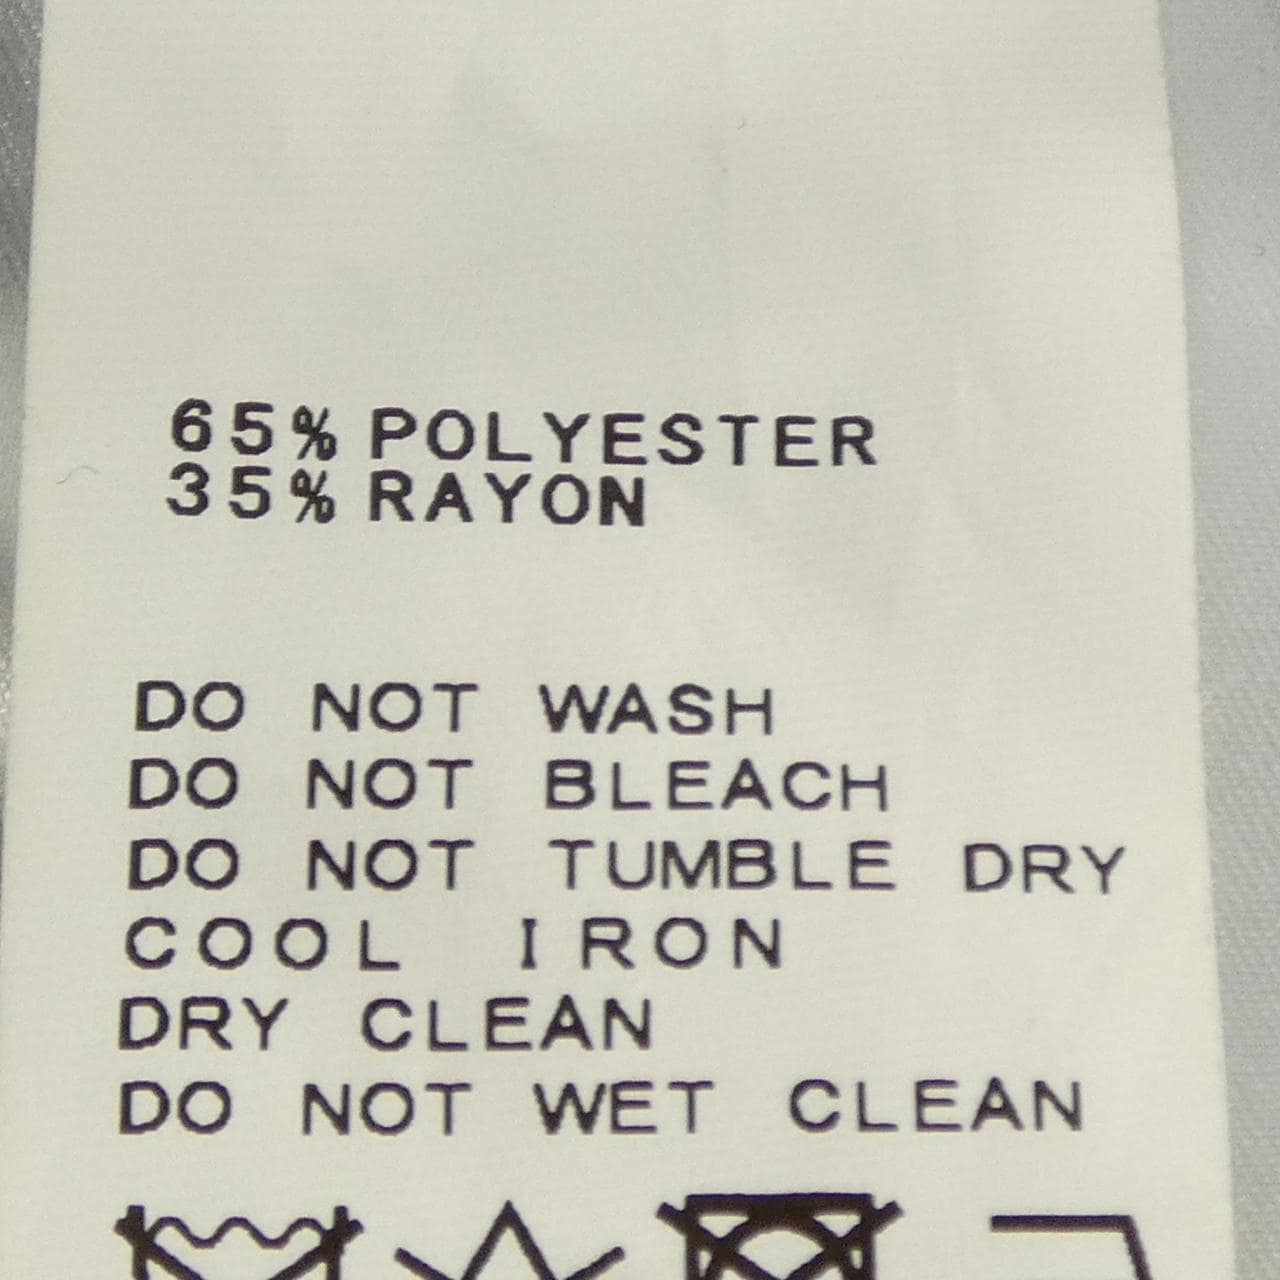 65% POLYESTER
35% RAYON
DO NOT WASH
DO NOT BLEACH
DO NOT TUMBLE DRY
COOL IRON
DRY CLEAN
DO NOT WET CLEAN